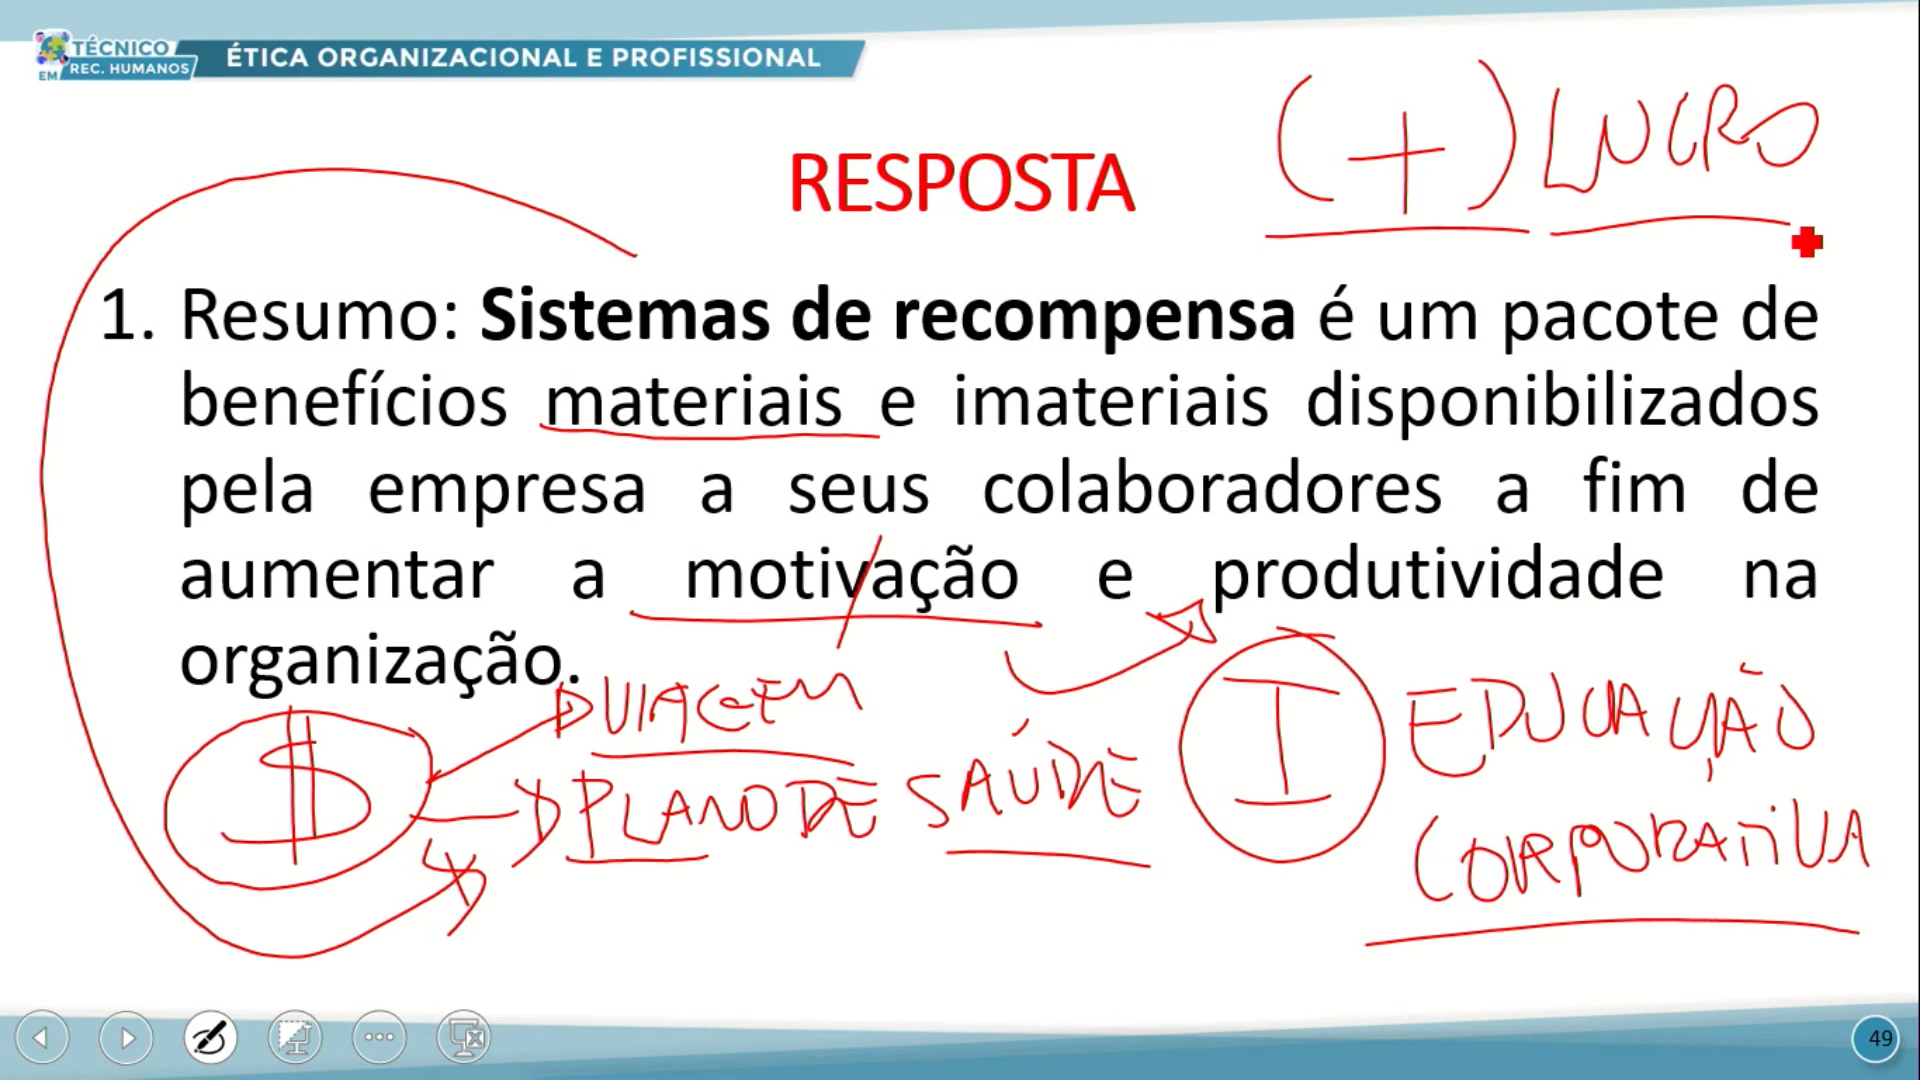 TÉCNICO
EM REC. HUMANOS
ÉTICA ORGANIZACIONAL E PROFISSIONAL
(+) LUCRO
RESPOSTA
1. Resumo: Sistemas de recompensa é um pacote de
benefícios materiais e imateriais disponibilizados
pela empresa a seus colaboradores a fim de
aumentar a motivação e produtividade na
organização.
$
VIAGEM
PLANO DE SAÚDE
I
EDUCAÇÃO
CORPORATIVA
49